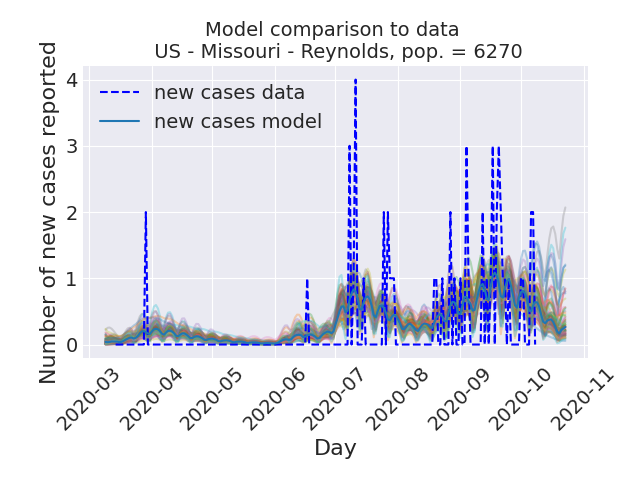 Model comparison to data
US - Missouri - Reynolds, pop. = 6270
Number of new cases reported
4
3
2
1
0
new cases data
new cases model
2020-03
2020-04
2020-05
2020-06
2020-07
2020-08
2020-09
2020-10
2020-11
Day